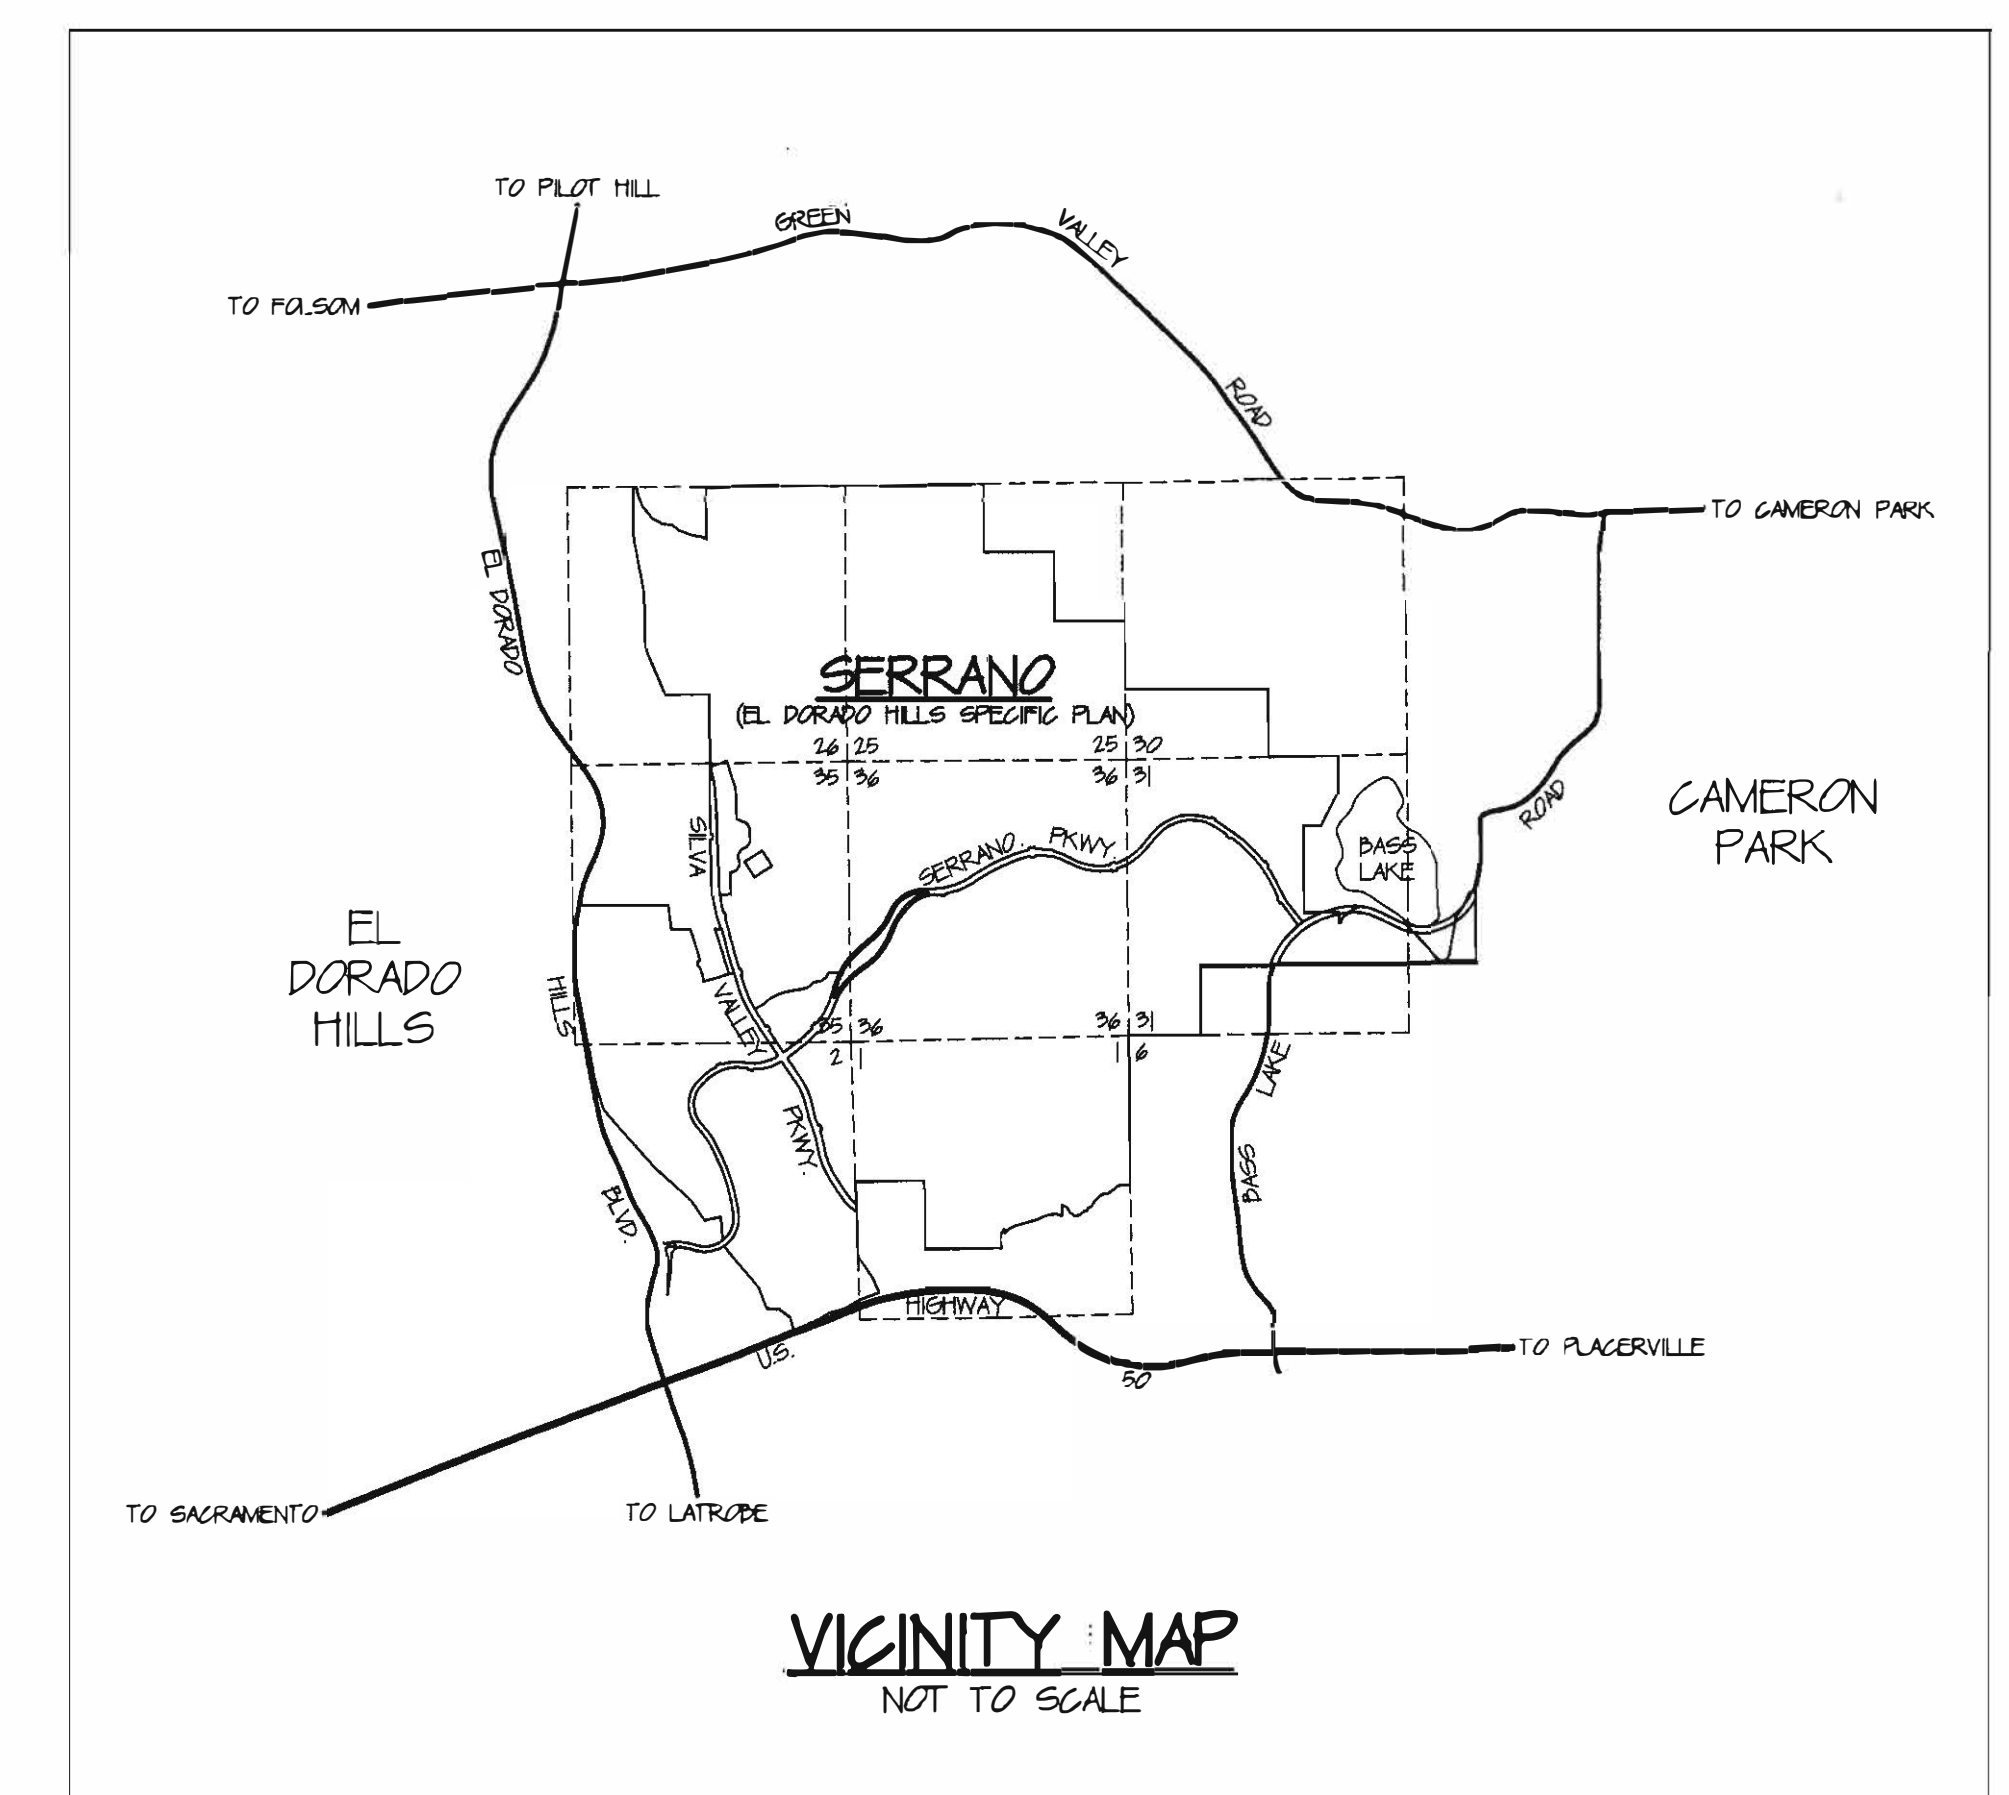 TO PILOT HILL
GREEN VALLEY ROAD
TO FOLSOM
TO CAMERON PARK
EL DORADO HILLS BLVD.
SERRANO
(EL DORADO HILLS SPECIFIC PLAN)
26 25
35 36
25 30
36 31
CAMERON
PARK
SILVA VALLEY PKWY.
SERRANO PKWY.
BASS
LAKE
BASS LAKE ROAD
EL
DORADO
HILLS
35 36
2 1
36 31
1 6
U.S. HIGHWAY 50
TO PLACERVILLE
TO SACRAMENTO
TO LATROBE
VICINITY MAP
NOT TO SCALE